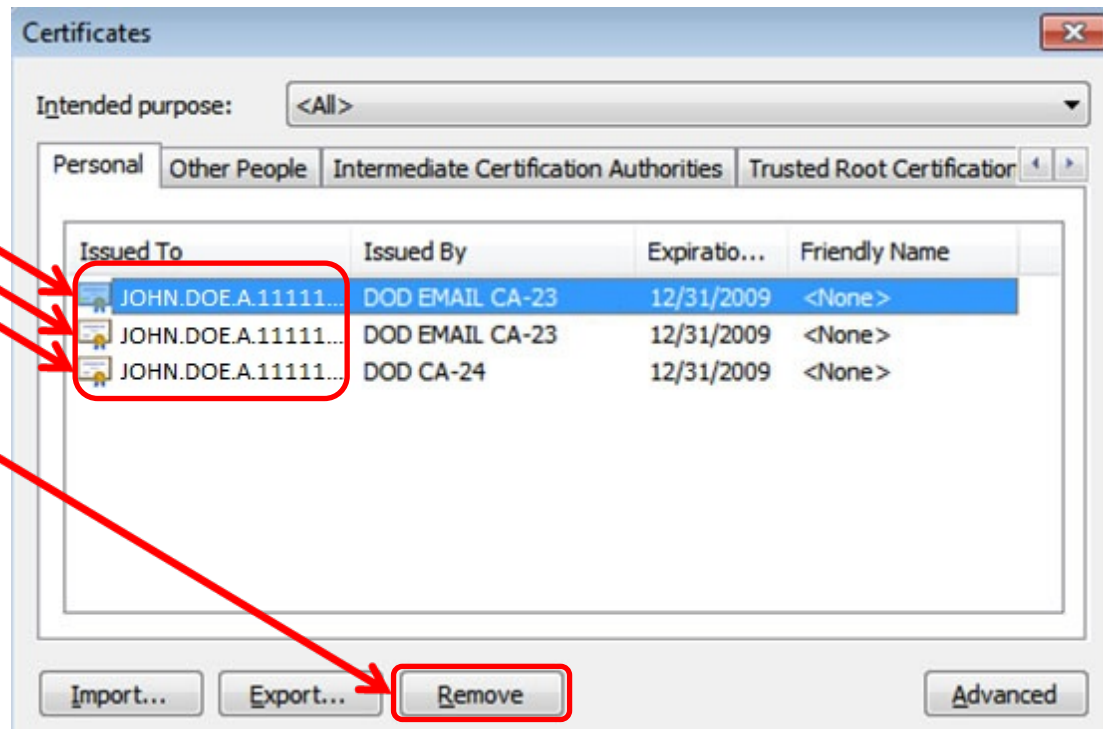 Certificates
Intended purpose: <All>
Personal Other People Intermediate Certification Authorities Trusted Root Certification
Issued To Issued By Expiratio... Friendly Name
JOHN.DOE.A.11111... DOD EMAIL CA-23 12/31/2009 <None>
JOHN.DOE.A.11111... DOD EMAIL CA-23 12/31/2009 <None>
JOHN.DOE.A.11111... DOD CA-24 12/31/2009 <None>
Import... Export... Remove Advanced